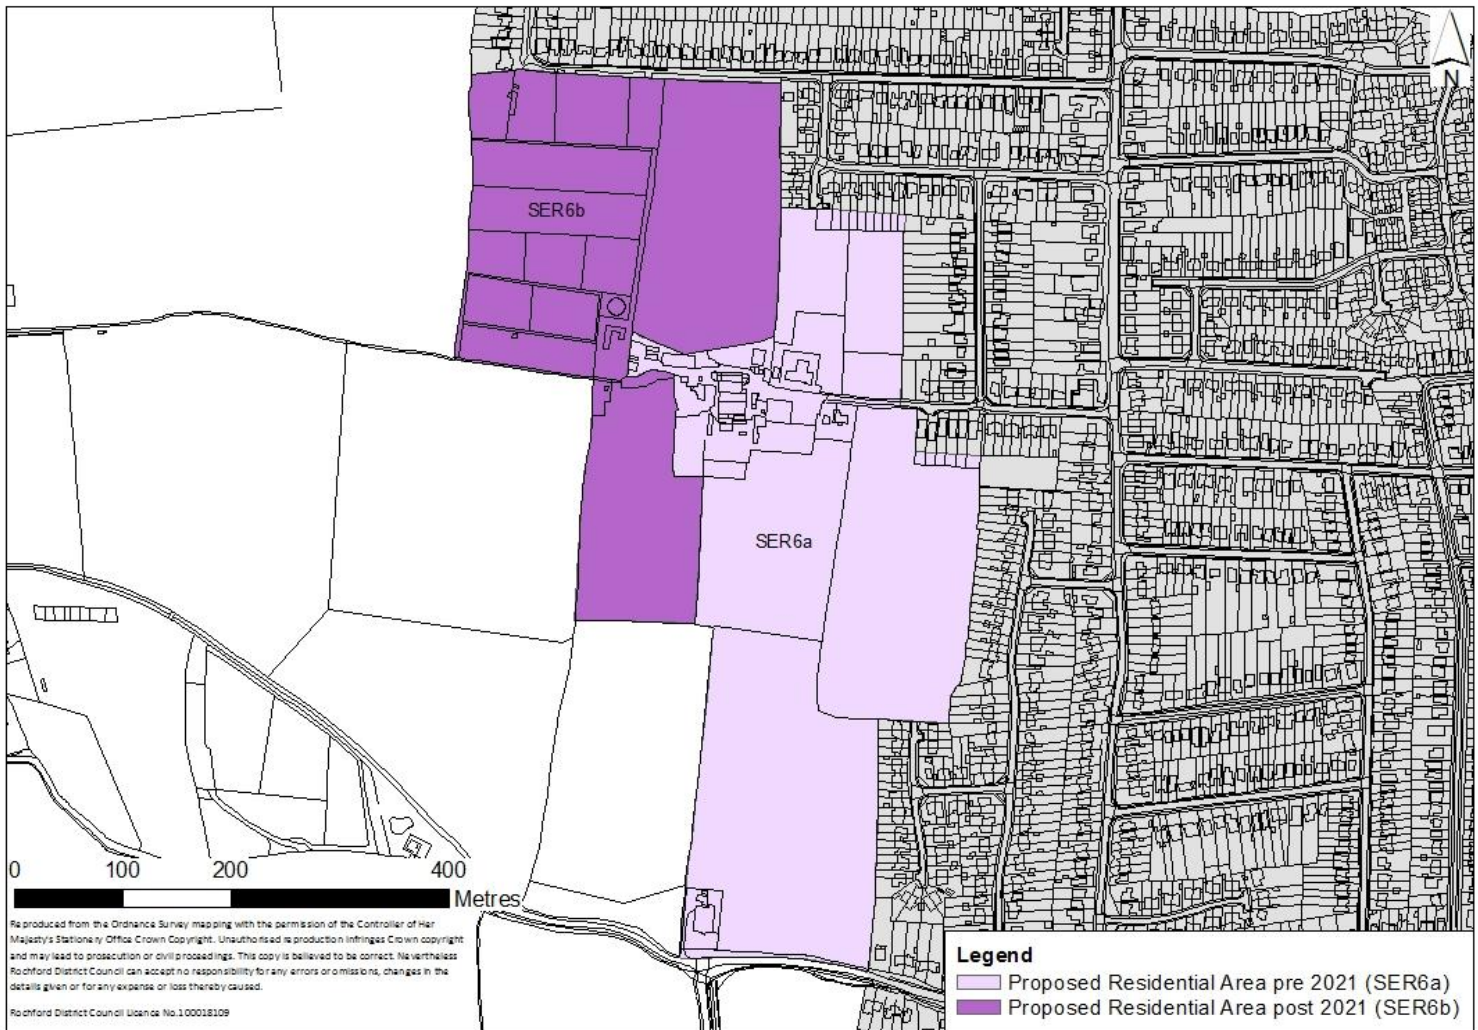 N
SER6b
SER6a
0 100 200 400
Metres
Reproduced from the Ordnance Survey mapping with the permission of the Controller of Her
Majesty's Stationery Office Crown Copyright. Unauthorised reproduction infringes Crown copyright
and may lead to prosecution or civil proceedings. This copy is believed to be correct. Nevertheless
Rochford District Council can accept no responsibility for any errors or omissions, changes in the
details given or for any expense or loss thereby caused.
Rochford District Council Licence No.100018109
Legend
Proposed Residential Area pre 2021 (SER6a)
Proposed Residential Area post 2021 (SER6b)